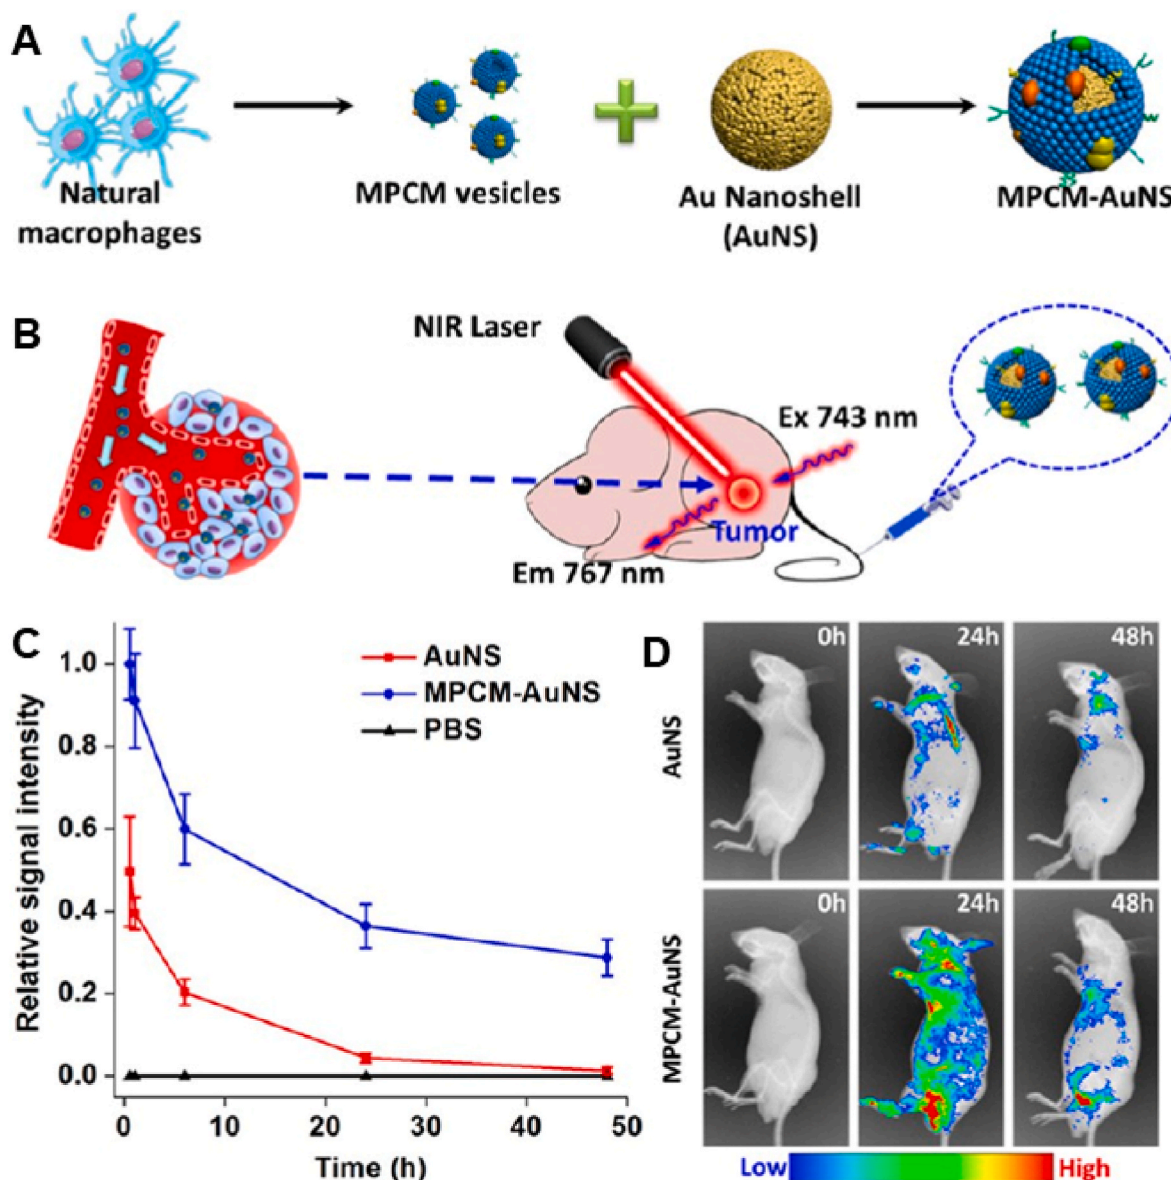 A
Natural
macrophages
MPCM vesicles
Au Nanoshell
(AuNS)
MPCM-AuNS
B
NIR Laser
Ex 743 nm
Tumor
Em 767 nm
C
Relative signal intensity
1.0
0.8
0.6
0.4
0.2
0.0
AuNS
MPCM-AuNS
PBS
0
10
20
30
40
50
Time (h)
D
0h
24h
48h
AuNS
0h
24h
48h
MPCM-AuNS
Low
High